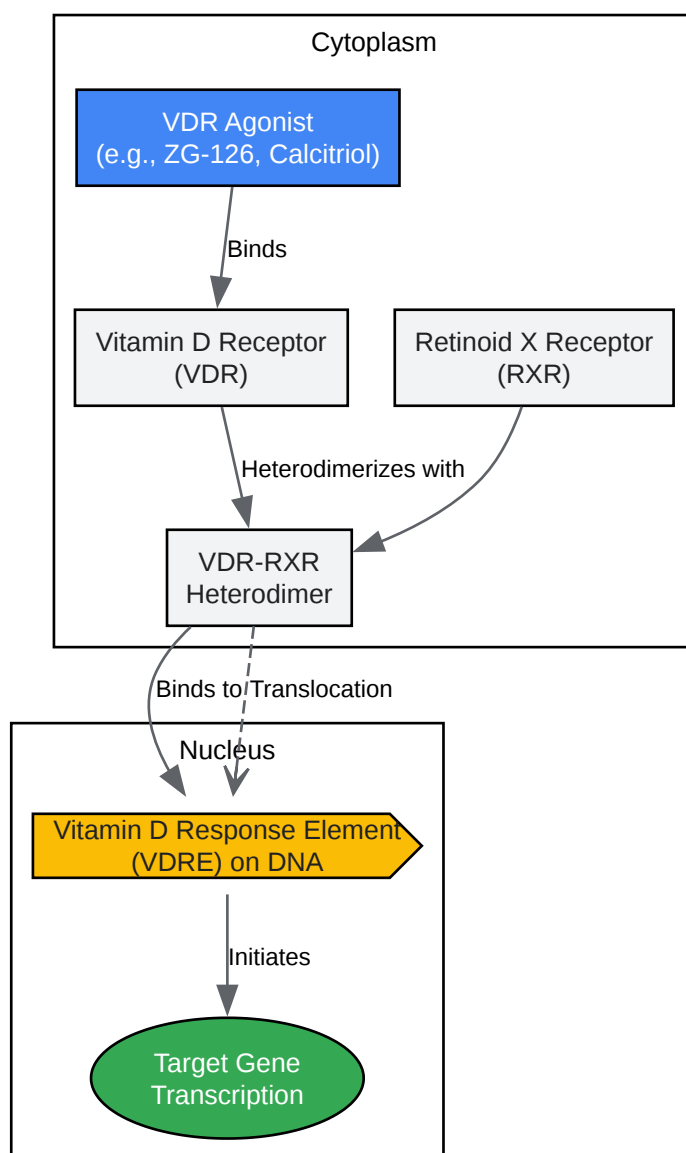 Cytoplasm
VDR Agonist
(e.g., ZG-126, Calcitriol)
Binds
Vitamin D Receptor
(VDR)
Retinoid X Receptor
(RXR)
Heterodimerizes with
VDR-RXR
Heterodimer
Binds to
Translocation
Nucleus
Vitamin D Response Element
(VDRE) on DNA
Initiates
Target Gene
Transcription